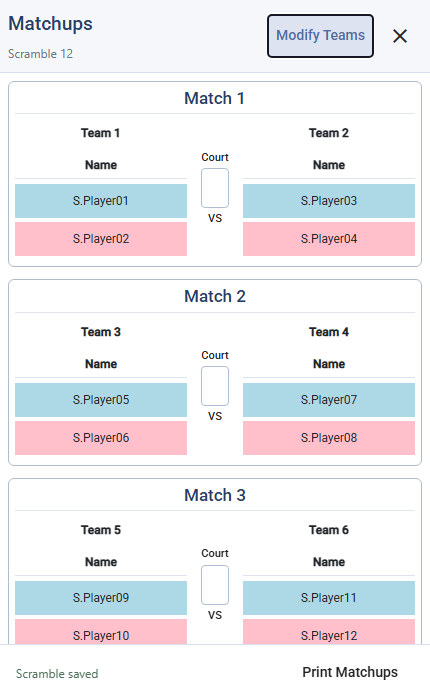 Matchups
Modify Teams
Scramble 12
Match 1
Team 1 Team 2
Court
Name Name
S.Player01 S.Player03
VS
S.Player02 S.Player04
Match 2
Team 3 Team 4
Court
Name Name
S.Player05 S.Player07
VS
S.Player06 S.Player08
Match 3
Team 5 Team 6
Court
Name Name
S.Player09 S.Player11
VS
S.Player10 S.Player12
Scramble saved Print Matchups